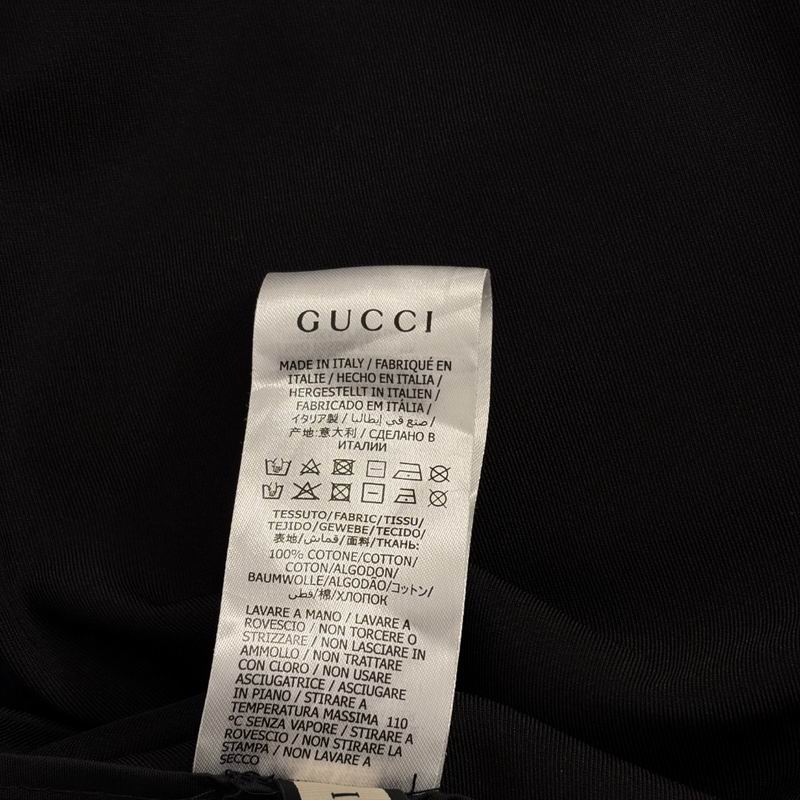 GUCCI
MADE IN ITALY / FABRIQUÉ EN
ITALIE / HECHO EN ITALIA /
HERGESTELLT IN ITALIEN /
FABRICADO EM ITÁLIA /
イタリア製 / صنع في إيطاليا /
产地:意大利 / СДЕЛАНО В
ИТАЛИИ
TESSUTO/FABRIC/TISSU/
TEJIDO/GEWEBE/TECIDO/
表地/قماش/面料/ТКАНЬ:
100% COTONE/COTTON/
COTON/ALGODON/
BAUMWOLLE/ALGODÃO/コットン/
قطن/棉/ХЛОПОК
LAVARE A MANO / LAVARE A
ROVESCIO / NON TORCERE O
STRIZZARE / NON LASCIARE IN
AMMOLLO / NON TRATTARE
CON CLORO / NON USARE
ASCIUGATRICE / ASCIUGARE
IN PIANO / STIRARE A
TEMPERATURA MASSIMA 110
°C SENZA VAPORE / STIRARE A
ROVESCIO / NON STIRARE LA
STAMPA / NON LAVARE A
SECCO